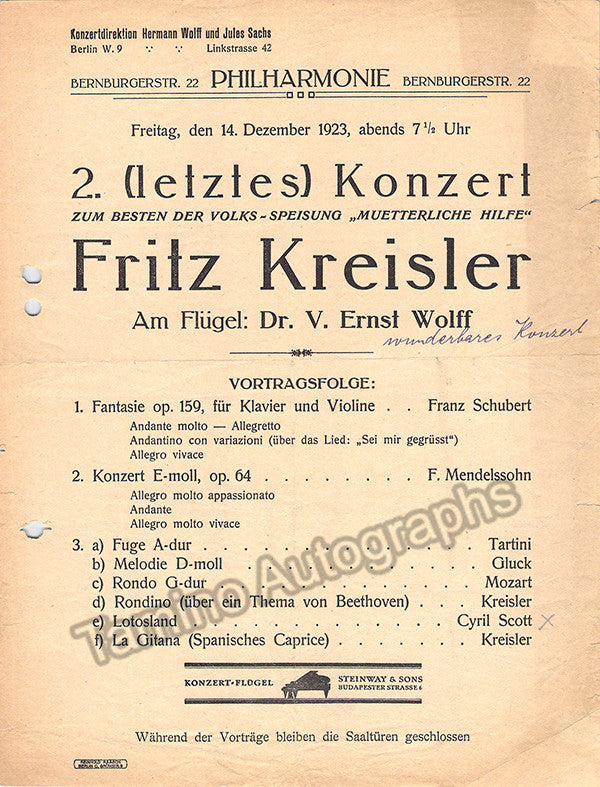 Konzertdirektion Hermann Wolff und Jules Sachs
Berlin W. 9 Linkstrasse 42
BERNBURGERSTR. 22 PHILHARMONIE BERNBURGERSTR. 22
Freitag, den 14. Dezember 1923, abends 7 1/2 Uhr
2. (letztes) Konzert
ZUM BESTEN DER VOLKS-SPEISUNG „MUETTERLICHE HILFE“
Fritz Kreisler
Am Flügel: Dr. V. Ernst Wolff
wunderbares Konzert
VORTRAGSFOLGE:
1. Fantasie op. 159, für Klavier und Violine . . Franz Schubert
Andante molto — Allegretto
Andantino con variazioni (über das Lied: „Sei mir gegrüsst“)
Allegro vivace
2. Konzert E-moll, op. 64 . . . . . . . . F. Mendelssohn
Allegro molto appassionato
Andante
Allegro molto vivace
3. a) Fuge A-dur . . . . . . . . . . . . Tartini
b) Melodie D-moll . . . . . . . . . . . Gluck
c) Rondo G-dur . . . . . . . . . . . . Mozart
d) Rondino (über ein Thema von Beethoven) . . . Kreisler
e) Lotosland . . . . . . . . . . . . Cyril Scott X
f) La Gitana (Spanisches Caprice) . . . . . Kreisler
Tamino Autographs
KONZERT-FLÜGEL STEINWAY & SONS
BUDAPESTER STRASSE 6
Während der Vorträge bleiben die Saaltüren geschlossen